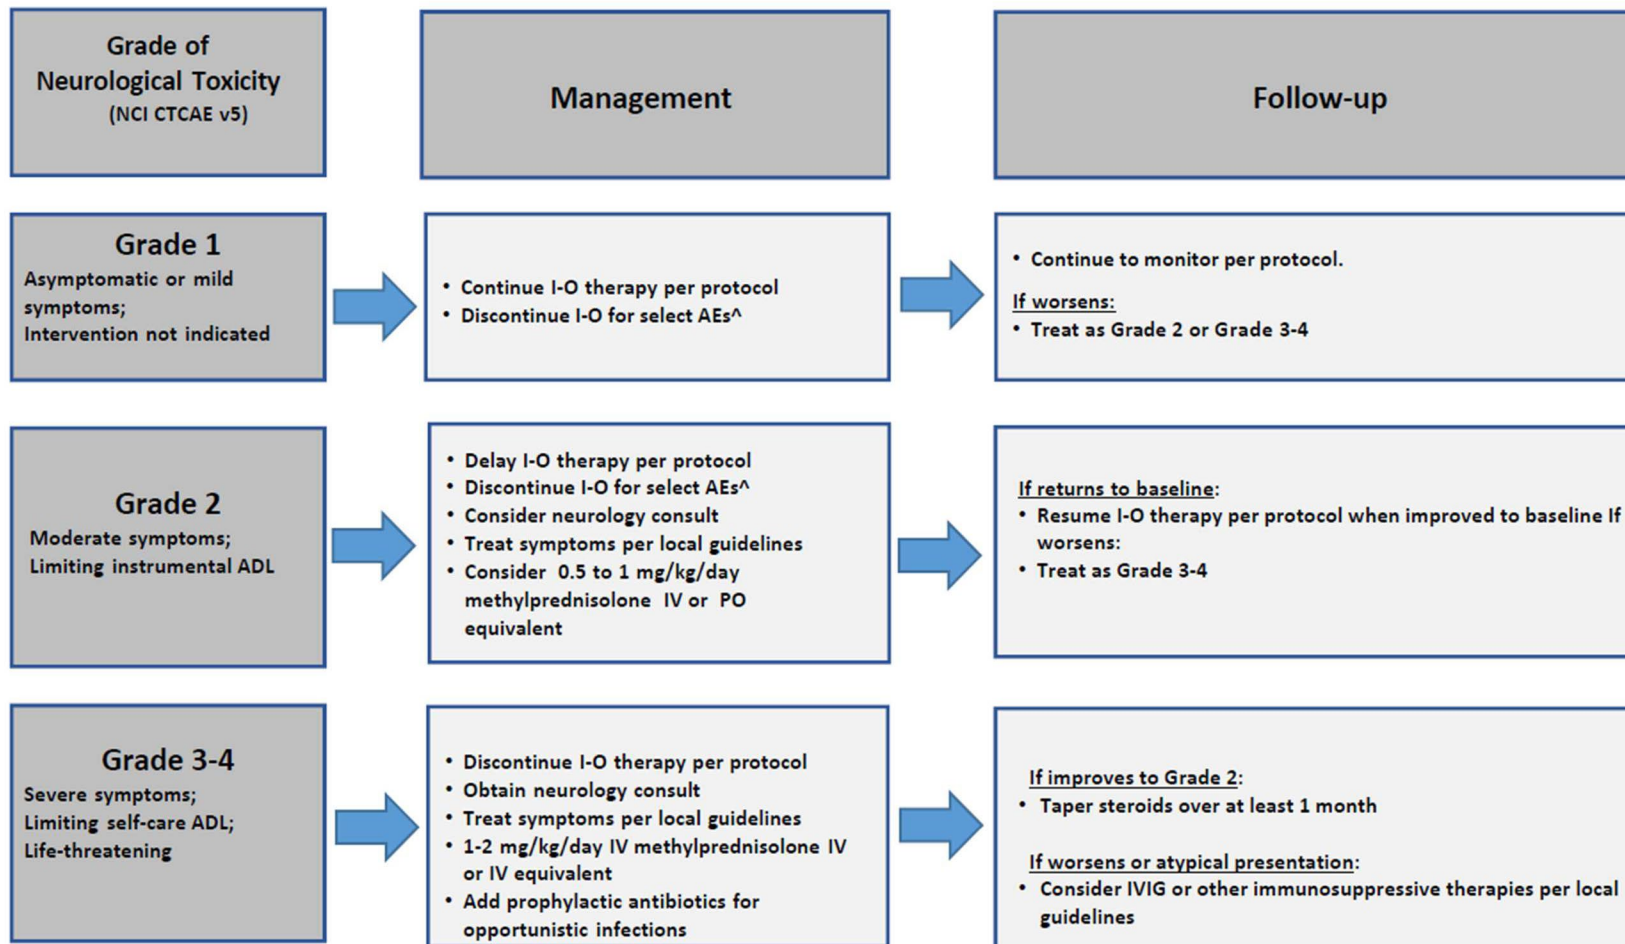 Grade of
Neurological Toxicity
(NCI CTCAE v5)
Management
Follow-up
Grade 1
Asymptomatic or mild
symptoms;
Intervention not indicated
• Continue I-O therapy per protocol
• Discontinue I-O for select AEs^
• Continue to monitor per protocol.
If worsens:
• Treat as Grade 2 or Grade 3-4
Grade 2
Moderate symptoms;
Limiting instrumental ADL
• Delay I-O therapy per protocol
• Discontinue I-O for select AEs^
• Consider neurology consult
• Treat symptoms per local guidelines
• Consider 0.5 to 1 mg/kg/day
methylprednisolone IV or PO
equivalent
If returns to baseline:
• Resume I-O therapy per protocol when improved to baseline If
worsens:
• Treat as Grade 3-4
Grade 3-4
Severe symptoms;
Limiting self-care ADL;
Life-threatening
• Discontinue I-O therapy per protocol
• Obtain neurology consult
• Treat symptoms per local guidelines
• 1-2 mg/kg/day IV methylprednisolone IV
or IV equivalent
• Add prophylactic antibiotics for
opportunistic infections
If improves to Grade 2:
• Taper steroids over at least 1 month
If worsens or atypical presentation:
• Consider IVIG or other immunosuppressive therapies per local
guidelines